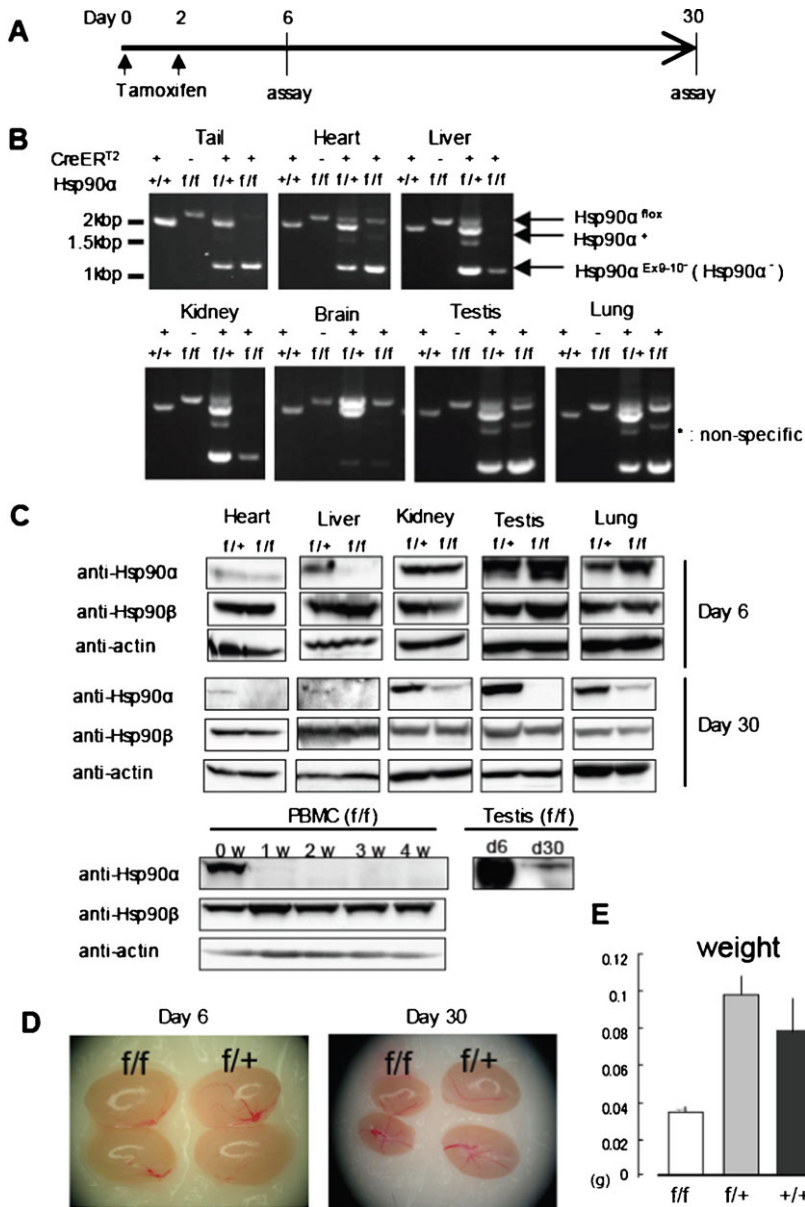 A
Day 0 2 6 30
Tamoxifen assay assay
B
Tail Heart Liver
CreERT2 + - + + + - + + + - + +
Hsp90α +/+ f/f f/+ f/f +/+ f/f f/+ f/f +/+ f/f f/+ f/f
2kbp
1.5kbp
1kbp
Hsp90α flox
Hsp90α +
Hsp90α Ex9-10- (Hsp90α -)
Kidney Brain Testis Lung
+ - + + + - + + + - + + + - + +
+/+ f/f f/+ f/f +/+ f/f f/+ f/f +/+ f/f f/+ f/f +/+ f/f f/+ f/f
* : non-specific
C
Heart Liver Kidney Testis Lung
f/+ f/f f/+ f/f f/+ f/f f/+ f/f f/+ f/f
anti-Hsp90α
anti-Hsp90β
anti-actin
Day 6
anti-Hsp90α
anti-Hsp90β
anti-actin
Day 30
PBMC (f/f) Testis (f/f)
0 w 1 w 2 w 3 w 4 w d6 d30
anti-Hsp90α
anti-Hsp90β
anti-actin
D
Day 6 Day 30
f/f f/+ f/f f/+
E
weight
0.12
0.1
0.08
0.06
0.04
0.02
(g) 0
f/f f/+ +/+